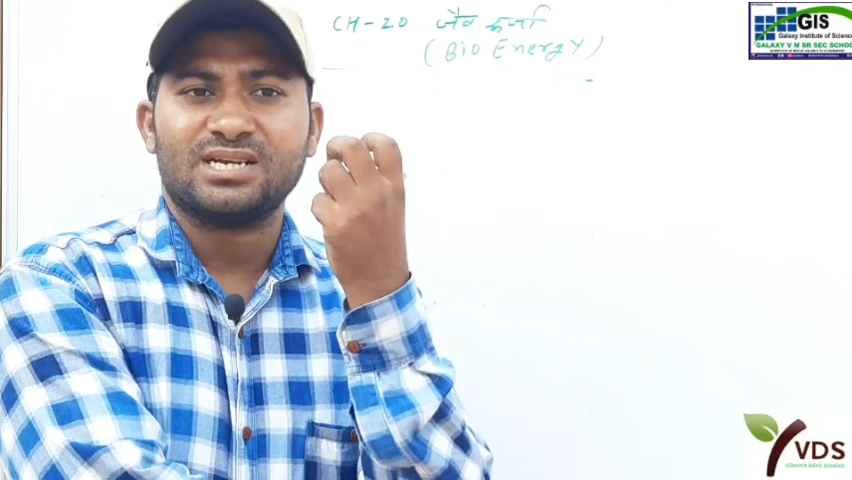 CH-20 जैव ऊर्जा
(Bio Energy)
GIS
Galaxy Institute of Science
GALAXY V M SR SEC SCHOOL
VDS